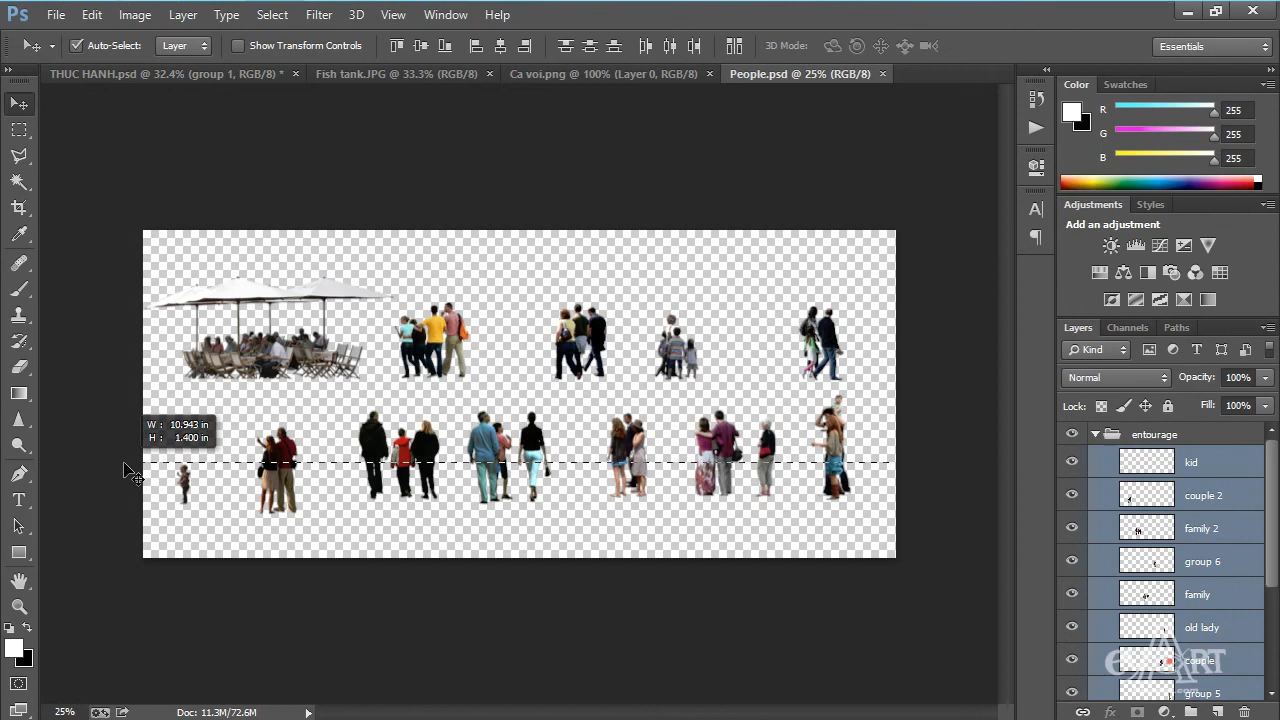 Ps File Edit Image Layer Type Select Filter 3D View Window Help
Auto-Select: Layer Show Transform Controls 3D Mode: Essentials
THUC HANH.psd @ 32.4% (group 1, RGB/8) * × Fish tank.JPG @ 33.3% (RGB/8) × Ca voi.png @ 100% (Layer 0, RGB/8) × People.psd @ 25% (RGB/8) ×
Color Swatches
R 255
G 255
B 255
Adjustments Styles
Add an adjustment
Layers Channels Paths
Kind
Normal Opacity: 100%
Lock: Fill: 100%
entourage
kid
couple 2
family 2
group 6
family
old lady
couple
group 5
W : 10.943 in
H : 1.400 in
25% Doc: 11.3M/72.6M